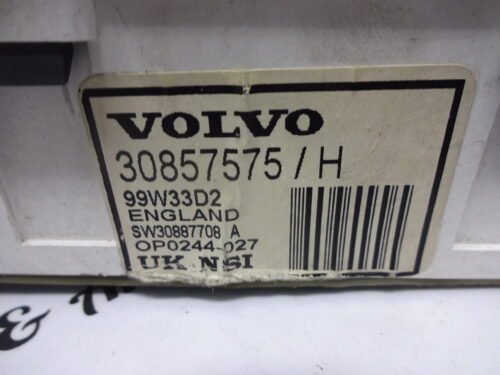 VOLVO
30857575/H
99W33D2
ENGLAND
SW30887708 A
OP0244-027
UK NSI